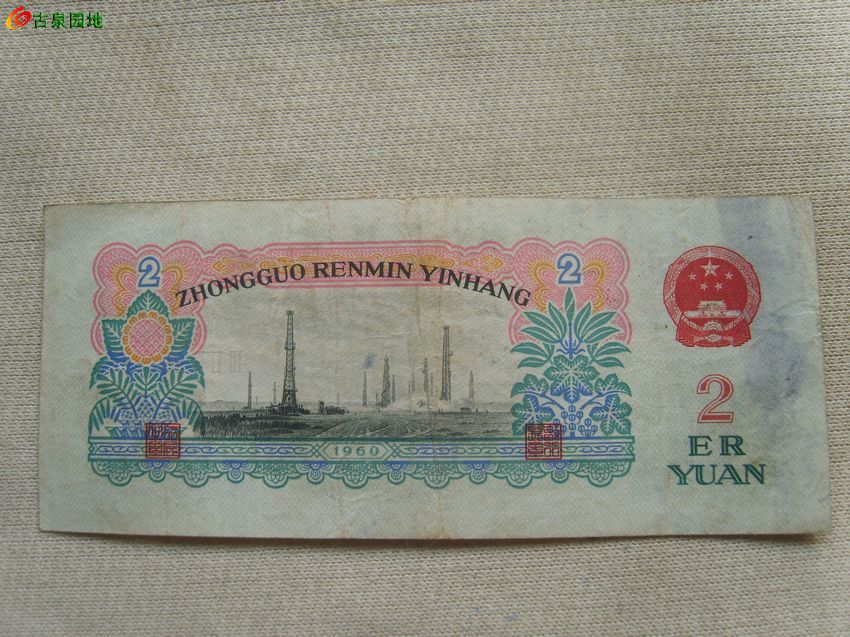 古泉园地
2
2
ZHONGGUO RENMIN YINHANG
2
ER
YUAN
1960